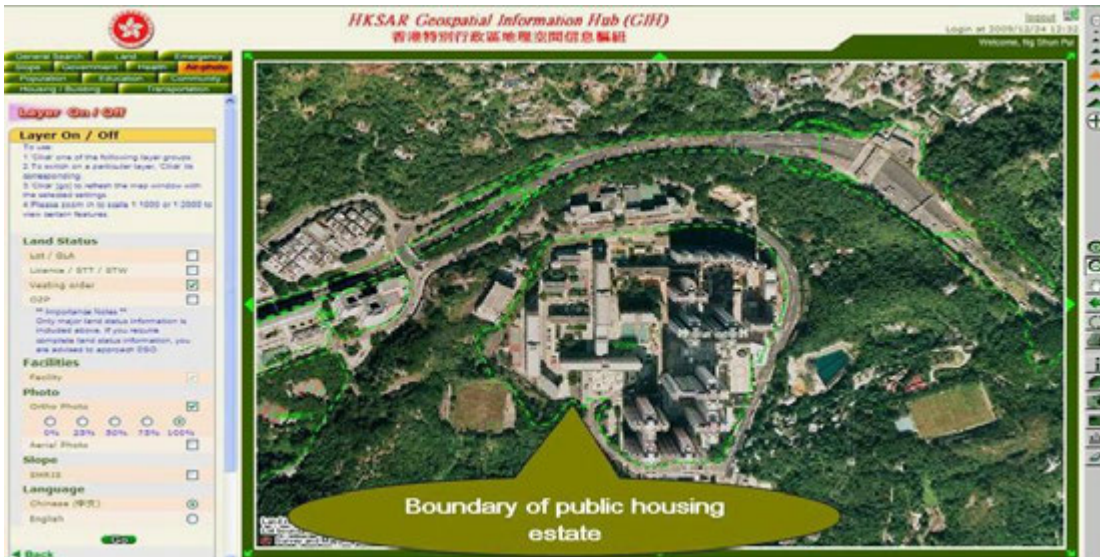 HKSAR Geospatial Information Hub (GIH)
香港特別行政區地理空間信息樞紐
logout
Login at 2009/12/24 12:32
Welcome, Ng Shun Pui
General Search Land Emergency
Slope Government Health Air-photo
Population Education Community
Housing / Building Transportation
Layer On / Off
Layer On / Off
To use:
1 'Click' one of the following layer groups
2 To switch on a particular layer, 'Click' its
corresponding
3 'Click' [go] to refresh the map window with
the selected settings
4 Please zoom in to scale 1:1000 or 1:2000 to
view certain features.
Land Status
Lot / GLA
Licence / STT / STW
Vesting order
OZP
** Importance Notes **
Only major land status information is
included above. If you require
complete land status information, you
are advised to approach
Facilities
Facility
Photo
Ortho Photo
0% 25% 50% 75% 100%
Aerial Photo
Slope
SMRIS
Language
Chinese (中文)
English
Go
Back
Boundary of public housing
estate